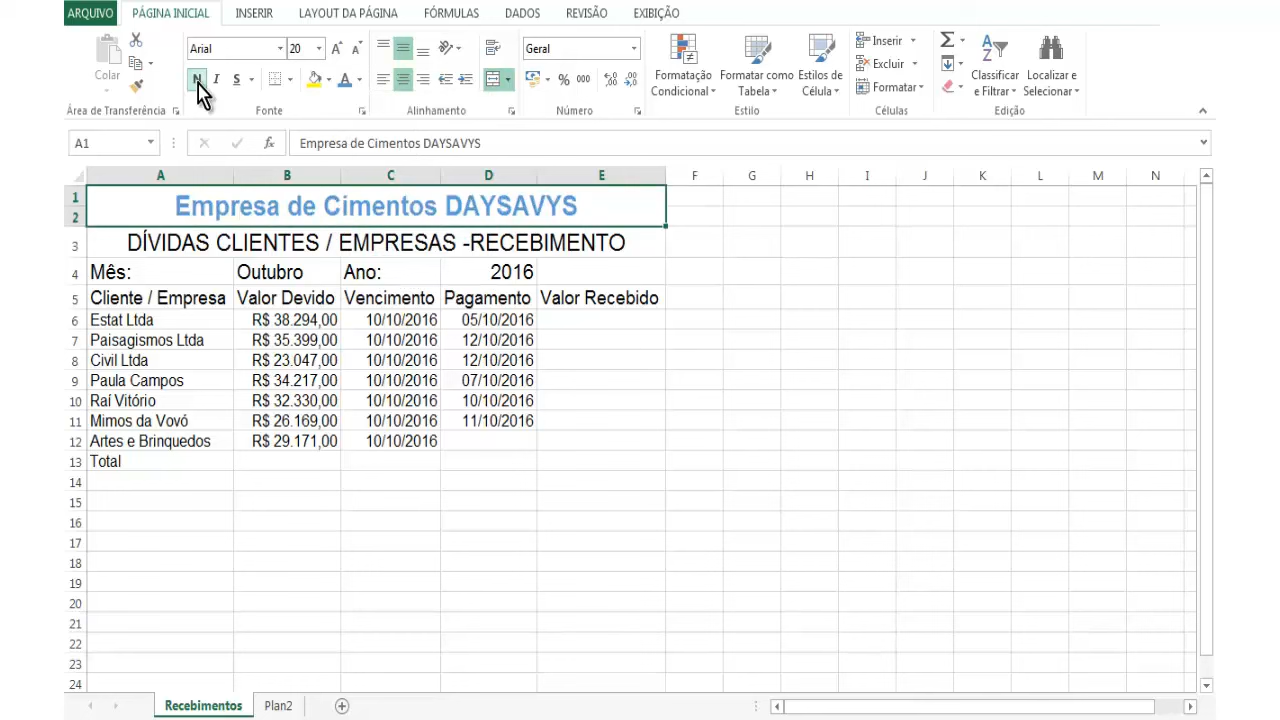 ARQUIVO PÁGINA INICIAL INSERIR LAYOUT DA PÁGINA FÓRMULAS DADOS REVISÃO EXIBIÇÃO
Colar
Área de Transferência
Arial 20
N I S
Fonte
Alinhamento
Geral
% 000
Número
Formatação Condicional
Formatar como Tabela
Estilos de Célula
Estilo
Inserir
Excluir
Formatar
Células
Classificar e Filtrar
Localizar e Selecionar
Edição
A1 fx Empresa de Cimentos DAYSAVYS
A B C D E F G H I J K L M N
1
2 Empresa de Cimentos DAYSAVYS
3 DÍVIDAS CLIENTES / EMPRESAS -RECEBIMENTO
4 Mês: Outubro Ano: 2016
5 Cliente / Empresa Valor Devido Vencimento Pagamento Valor Recebido
6 Estat Ltda R$ 38.294,00 10/10/2016 05/10/2016
7 Paisagismos Ltda R$ 35.399,00 10/10/2016 12/10/2016
8 Civil Ltda R$ 23.047,00 10/10/2016 12/10/2016
9 Paula Campos R$ 34.217,00 10/10/2016 07/10/2016
10 Raí Vitório R$ 32.330,00 10/10/2016 10/10/2016
11 Mimos da Vovó R$ 26.169,00 10/10/2016 11/10/2016
12 Artes e Brinquedos R$ 29.171,00 10/10/2016
13 Total
14
15
16
17
18
19
20
21
22
23
24
Recebimentos Plan2